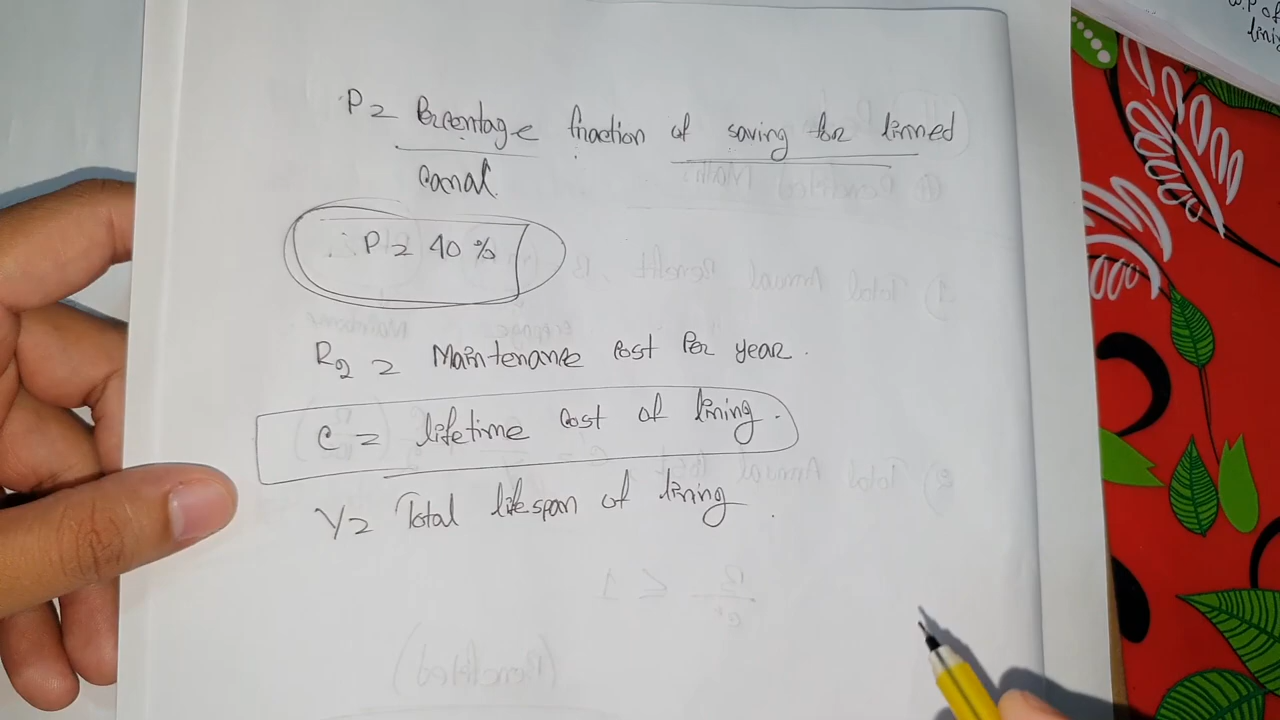 P = Percentage fraction of saving for linned
canal.
P = 40 %
R2 = Maintenance cost Per year.
C = lifetime cost of lining.
Y = Total lifespan of lining.